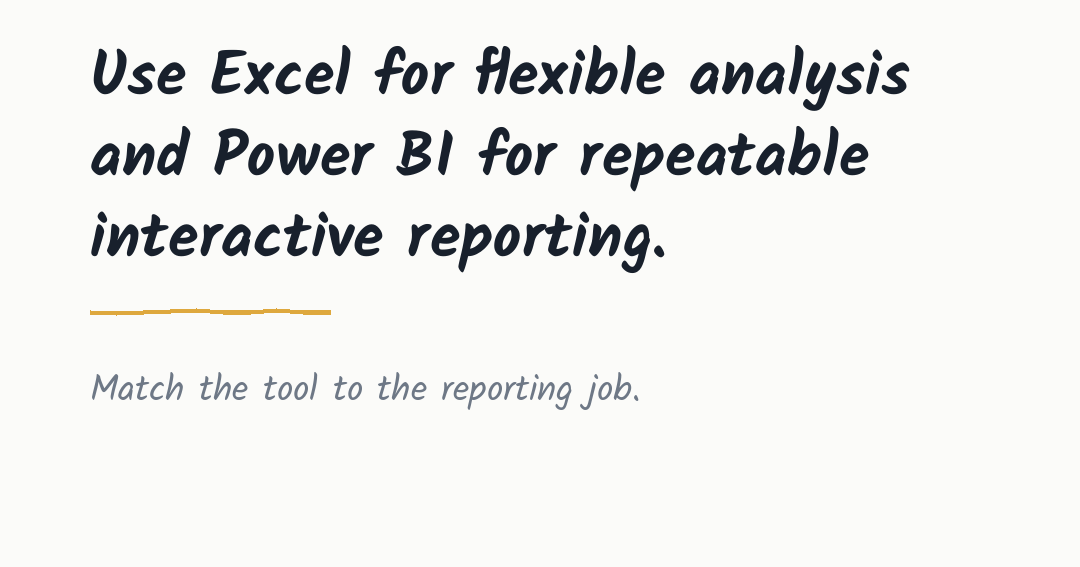 Use Excel for flexible analysis
and Power BI for repeatable
interactive reporting.
Match the tool to the reporting job.